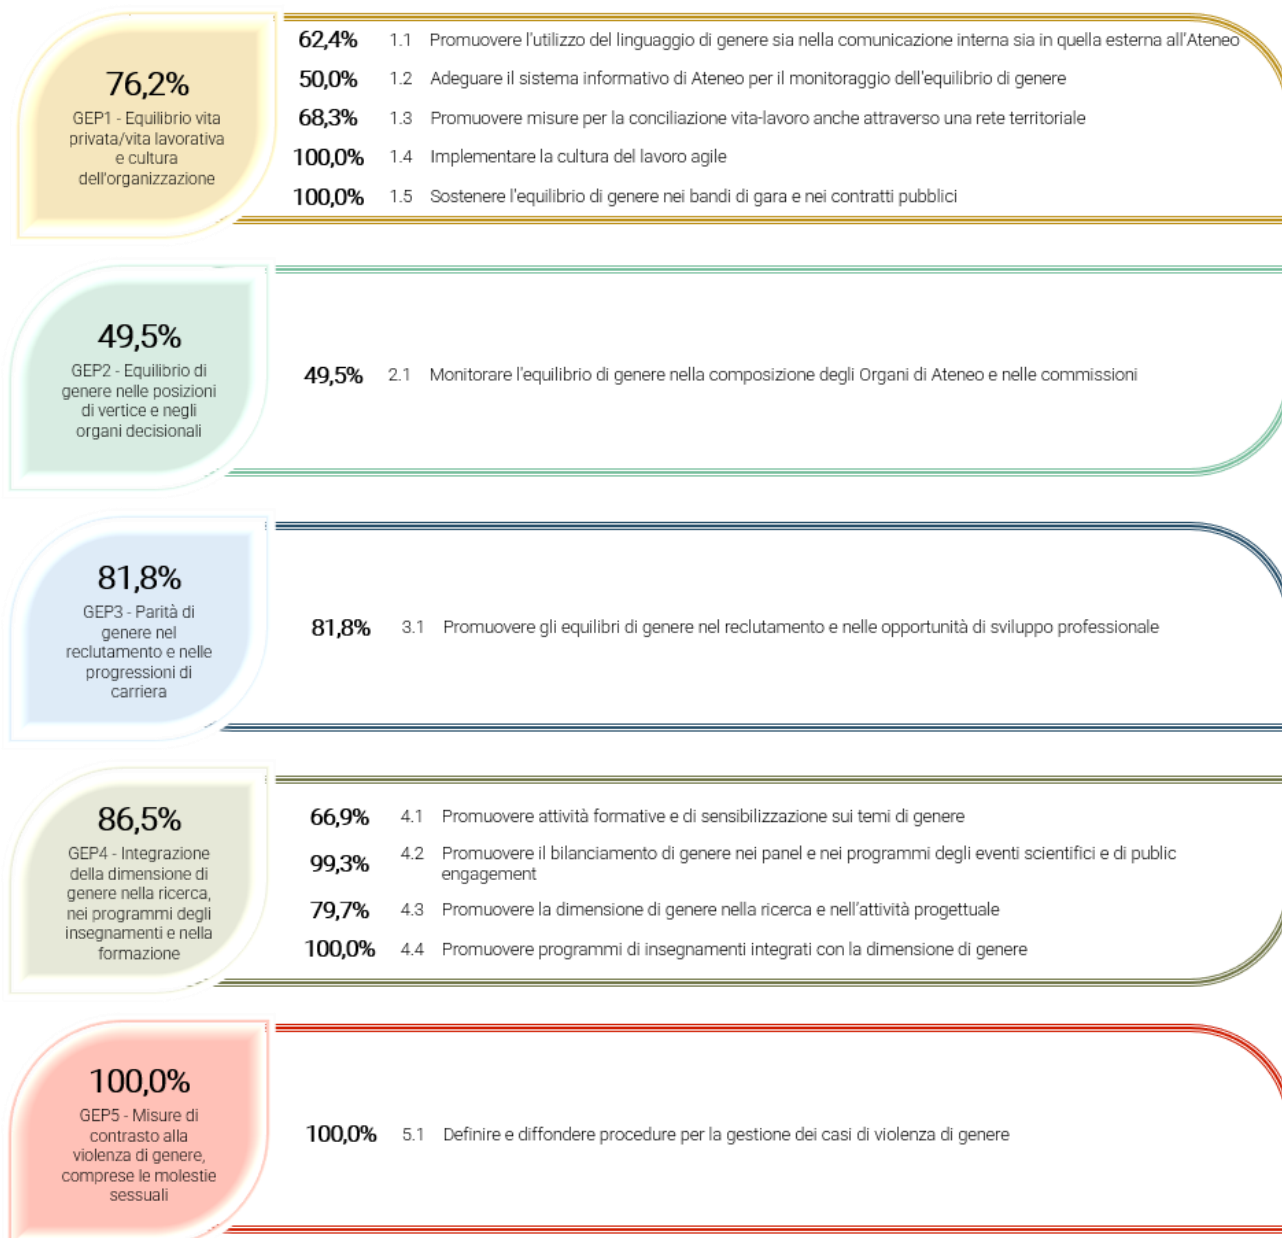 76,2%
GEP1 - Equilibrio vita
privata/vita lavorativa
e cultura
dell'organizzazione
62,4% 1.1 Promuovere l'utilizzo del linguaggio di genere sia nella comunicazione interna sia in quella esterna all'Ateneo
50,0% 1.2 Adeguare il sistema informativo di Ateneo per il monitoraggio dell'equilibrio di genere
68,3% 1.3 Promuovere misure per la conciliazione vita-lavoro anche attraverso una rete territoriale
100,0% 1.4 Implementare la cultura del lavoro agile
100,0% 1.5 Sostenere l'equilibrio di genere nei bandi di gara e nei contratti pubblici
49,5%
GEP2 - Equilibrio di
genere nelle posizioni
di vertice e negli
organi decisionali
49,5% 2.1 Monitorare l'equilibrio di genere nella composizione degli Organi di Ateneo e nelle commissioni
81,8%
GEP3 - Parità di
genere nel
reclutamento e nelle
progressioni di
carriera
81,8% 3.1 Promuovere gli equilibri di genere nel reclutamento e nelle opportunità di sviluppo professionale
86,5%
GEP4 - Integrazione
della dimensione di
genere nella ricerca,
nei programmi degli
insegnamenti e nella
formazione
66,9% 4.1 Promuovere attività formative e di sensibilizzazione sui temi di genere
99,3% 4.2 Promuovere il bilanciamento di genere nei panel e nei programmi degli eventi scientifici e di public
engagement
79,7% 4.3 Promuovere la dimensione di genere nella ricerca e nell'attività progettuale
100,0% 4.4 Promuovere programmi di insegnamenti integrati con la dimensione di genere
100,0%
GEP5 - Misure di
contrasto alla
violenza di genere,
comprese le molestie
sessuali
100,0% 5.1 Definire e diffondere procedure per la gestione dei casi di violenza di genere